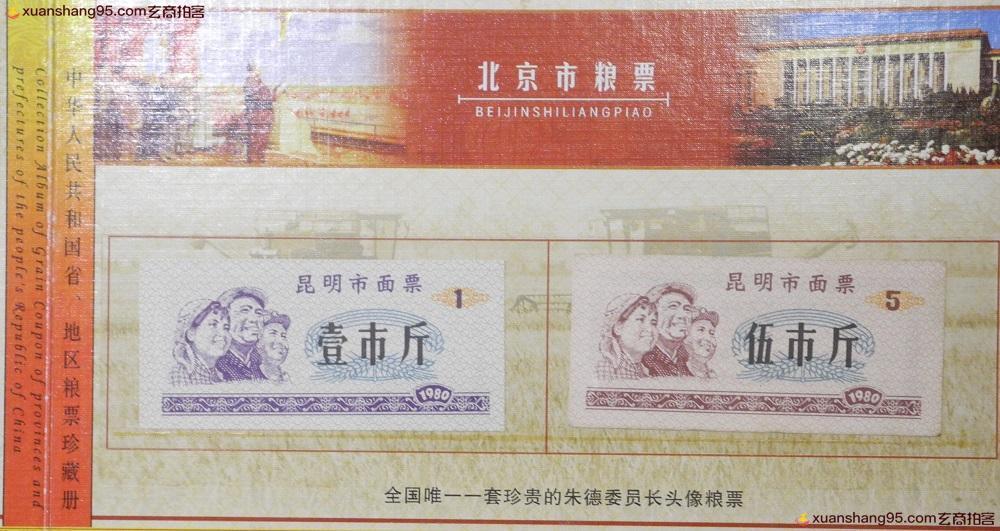 xuanshang95.com玄商拍客
中华人民共和国省、地区粮票珍藏册
Collection Album of Grain Coupon of provinces and
prefectures of the people's Republic of China
北京市粮票
BEIJINSHILIANGPIAO
昆明市面票
1
壹市斤
1980
昆明市面票
5
伍市斤
1980
全国唯一一套珍贵的朱德委员长头像粮票
xuanshang95.com玄商拍客